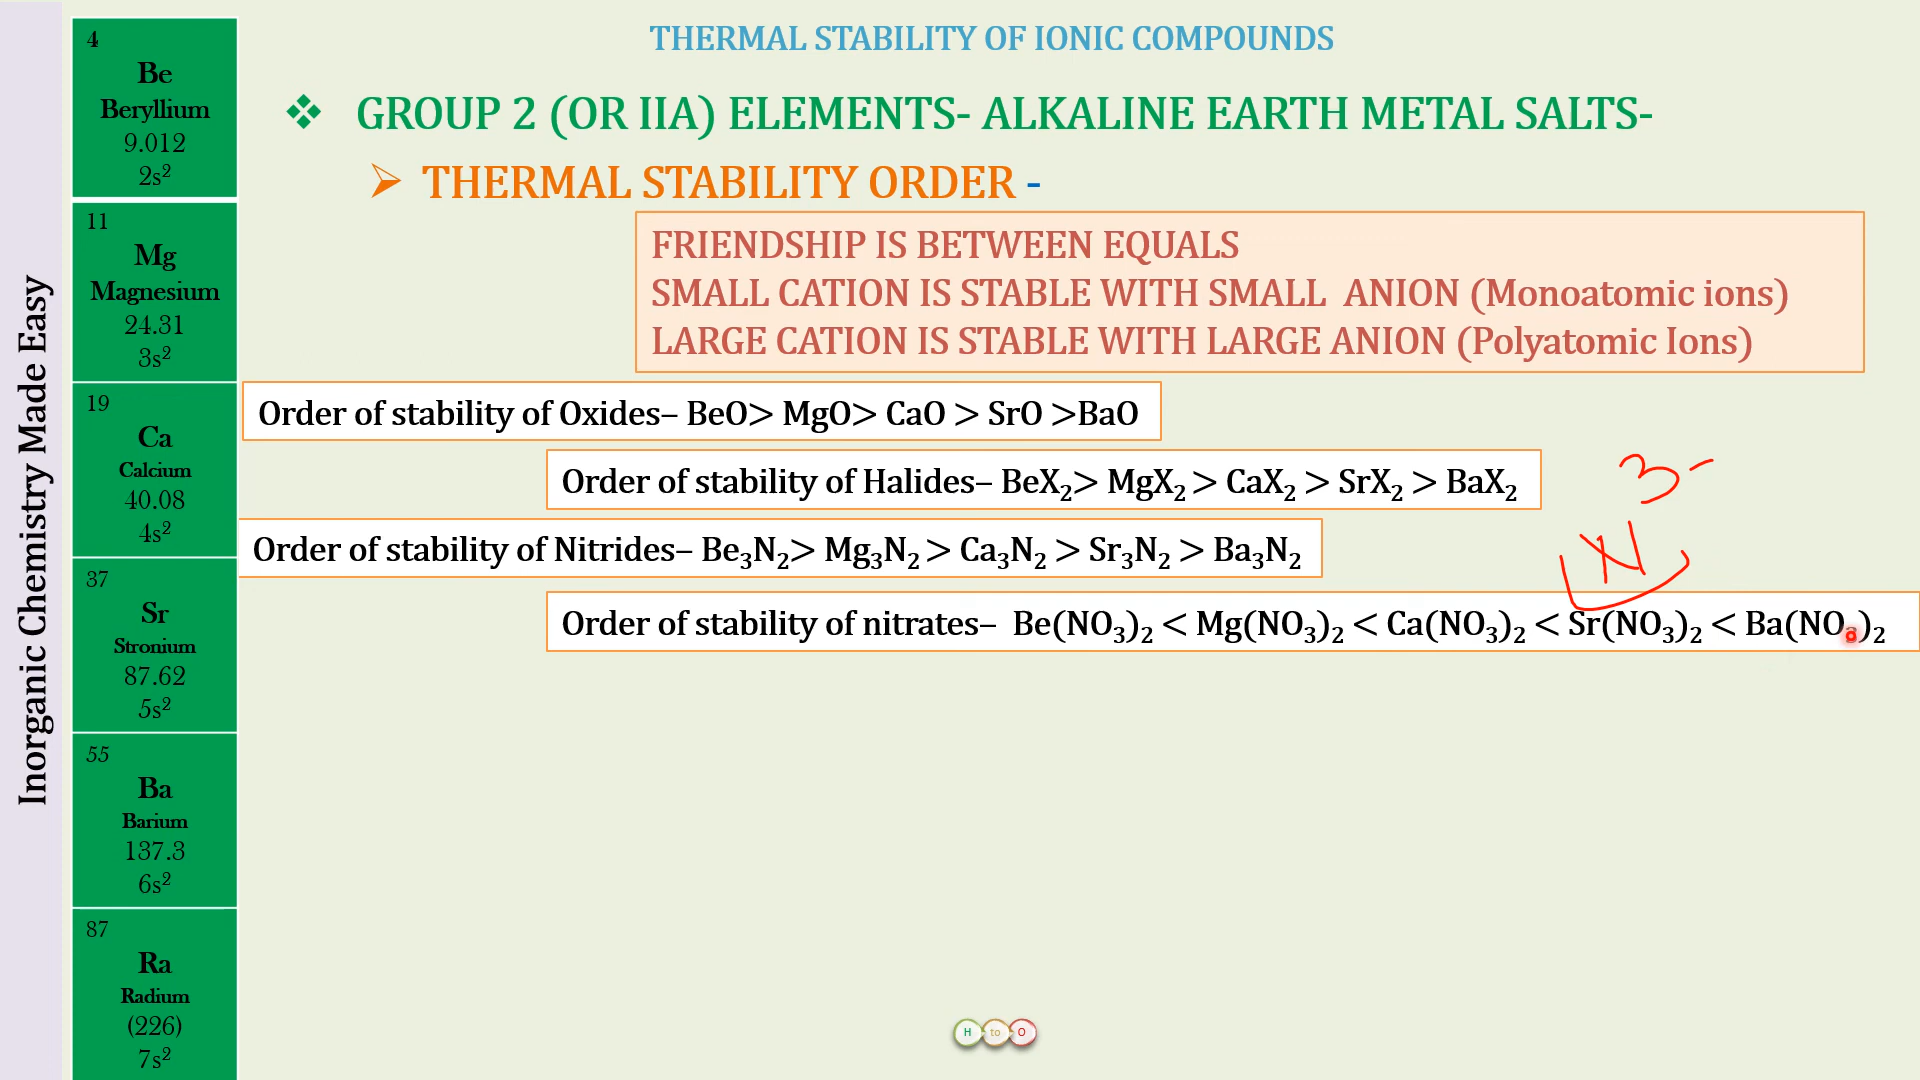 THERMAL STABILITY OF IONIC COMPOUNDS
❖ GROUP 2 (OR IIA) ELEMENTS- ALKALINE EARTH METAL SALTS-
➢ THERMAL STABILITY ORDER -
FRIENDSHIP IS BETWEEN EQUALS
SMALL CATION IS STABLE WITH SMALL ANION (Monoatomic ions)
LARGE CATION IS STABLE WITH LARGE ANION (Polyatomic Ions)
Order of stability of Oxides– BeO> MgO> CaO > SrO >BaO
Order of stability of Halides– BeX₂> MgX₂ > CaX₂ > SrX₂ > BaX₂
Order of stability of Nitrides– Be₃N₂> Mg₃N₂ > Ca₃N₂ > Sr₃N₂ > Ba₃N₂
3-
N
Order of stability of nitrates– Be(NO₃)₂ < Mg(NO₃)₂ < Ca(NO₃)₂ < Sr(NO₃)₂ < Ba(NO₃)₂
Inorganic Chemistry Made Easy
4
Be
Beryllium
9.012
2s²
11
Mg
Magnesium
24.31
3s²
19
Ca
Calcium
40.08
4s²
37
Sr
Stronium
87.62
5s²
55
Ba
Barium
137.3
6s²
87
Ra
Radium
(226)
7s²
H to O